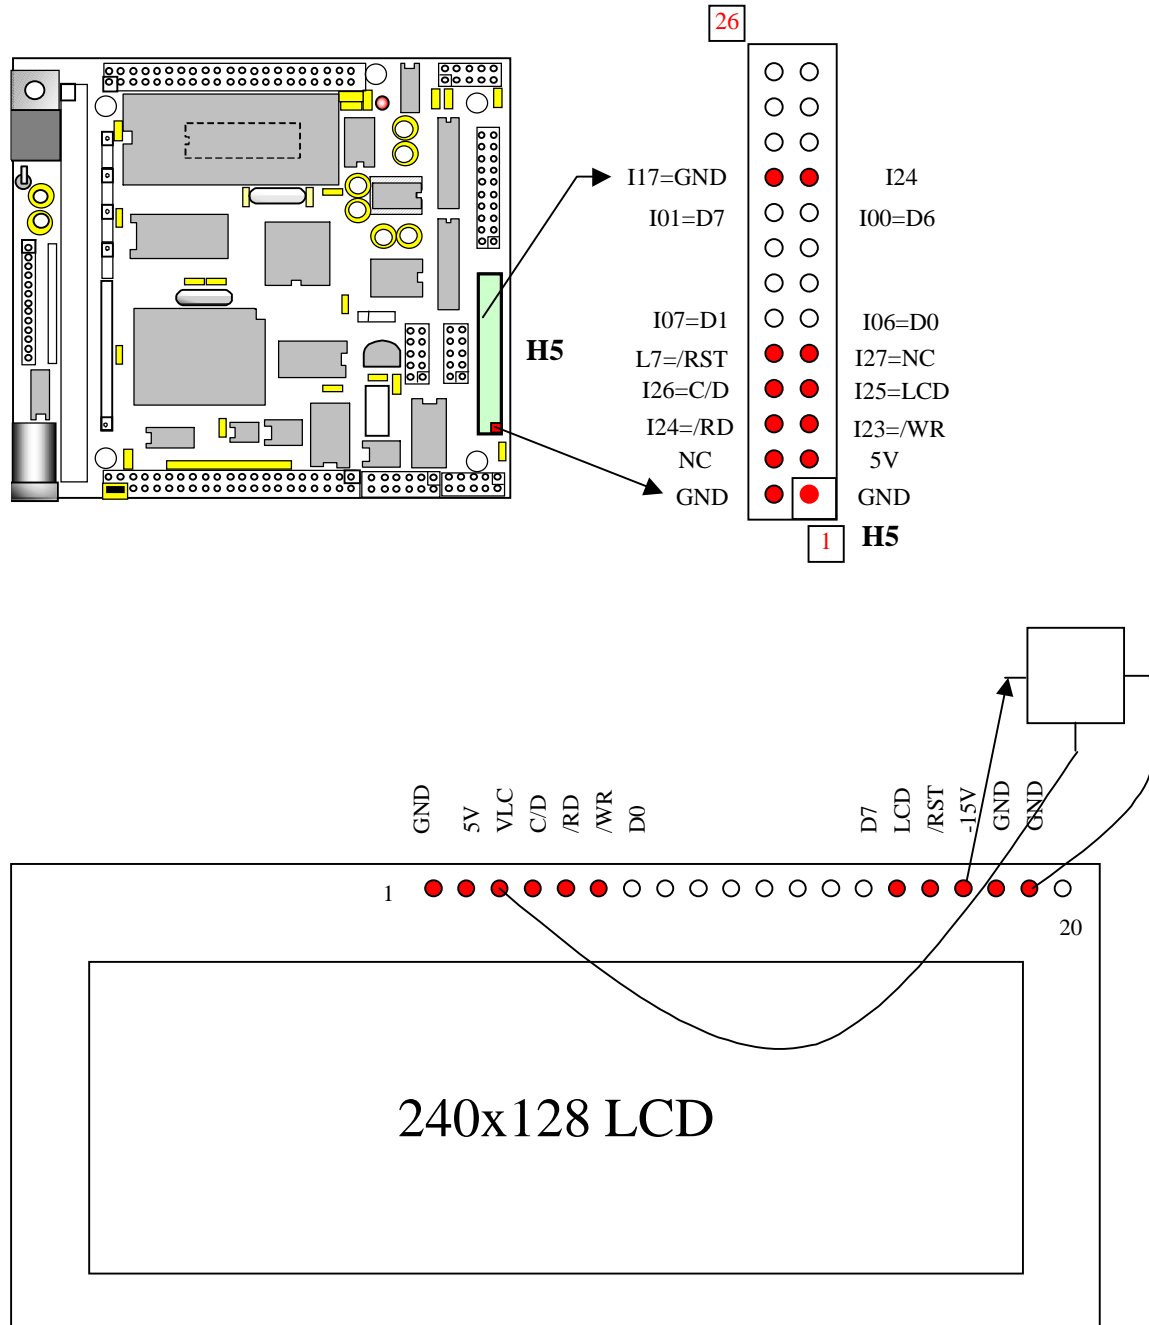 26
I17=GND I24
I01=D7 I00=D6
I07=D1 I06=D0
L7=/RST I27=NC
I26=C/D I25=LCD
I24=/RD I23=/WR
NC 5V
GND GND
H5
1 H5
GND 5V VLC C/D /RD /WR D0 D7 LCD /RST -15V GND GND
1
20
240x128 LCD